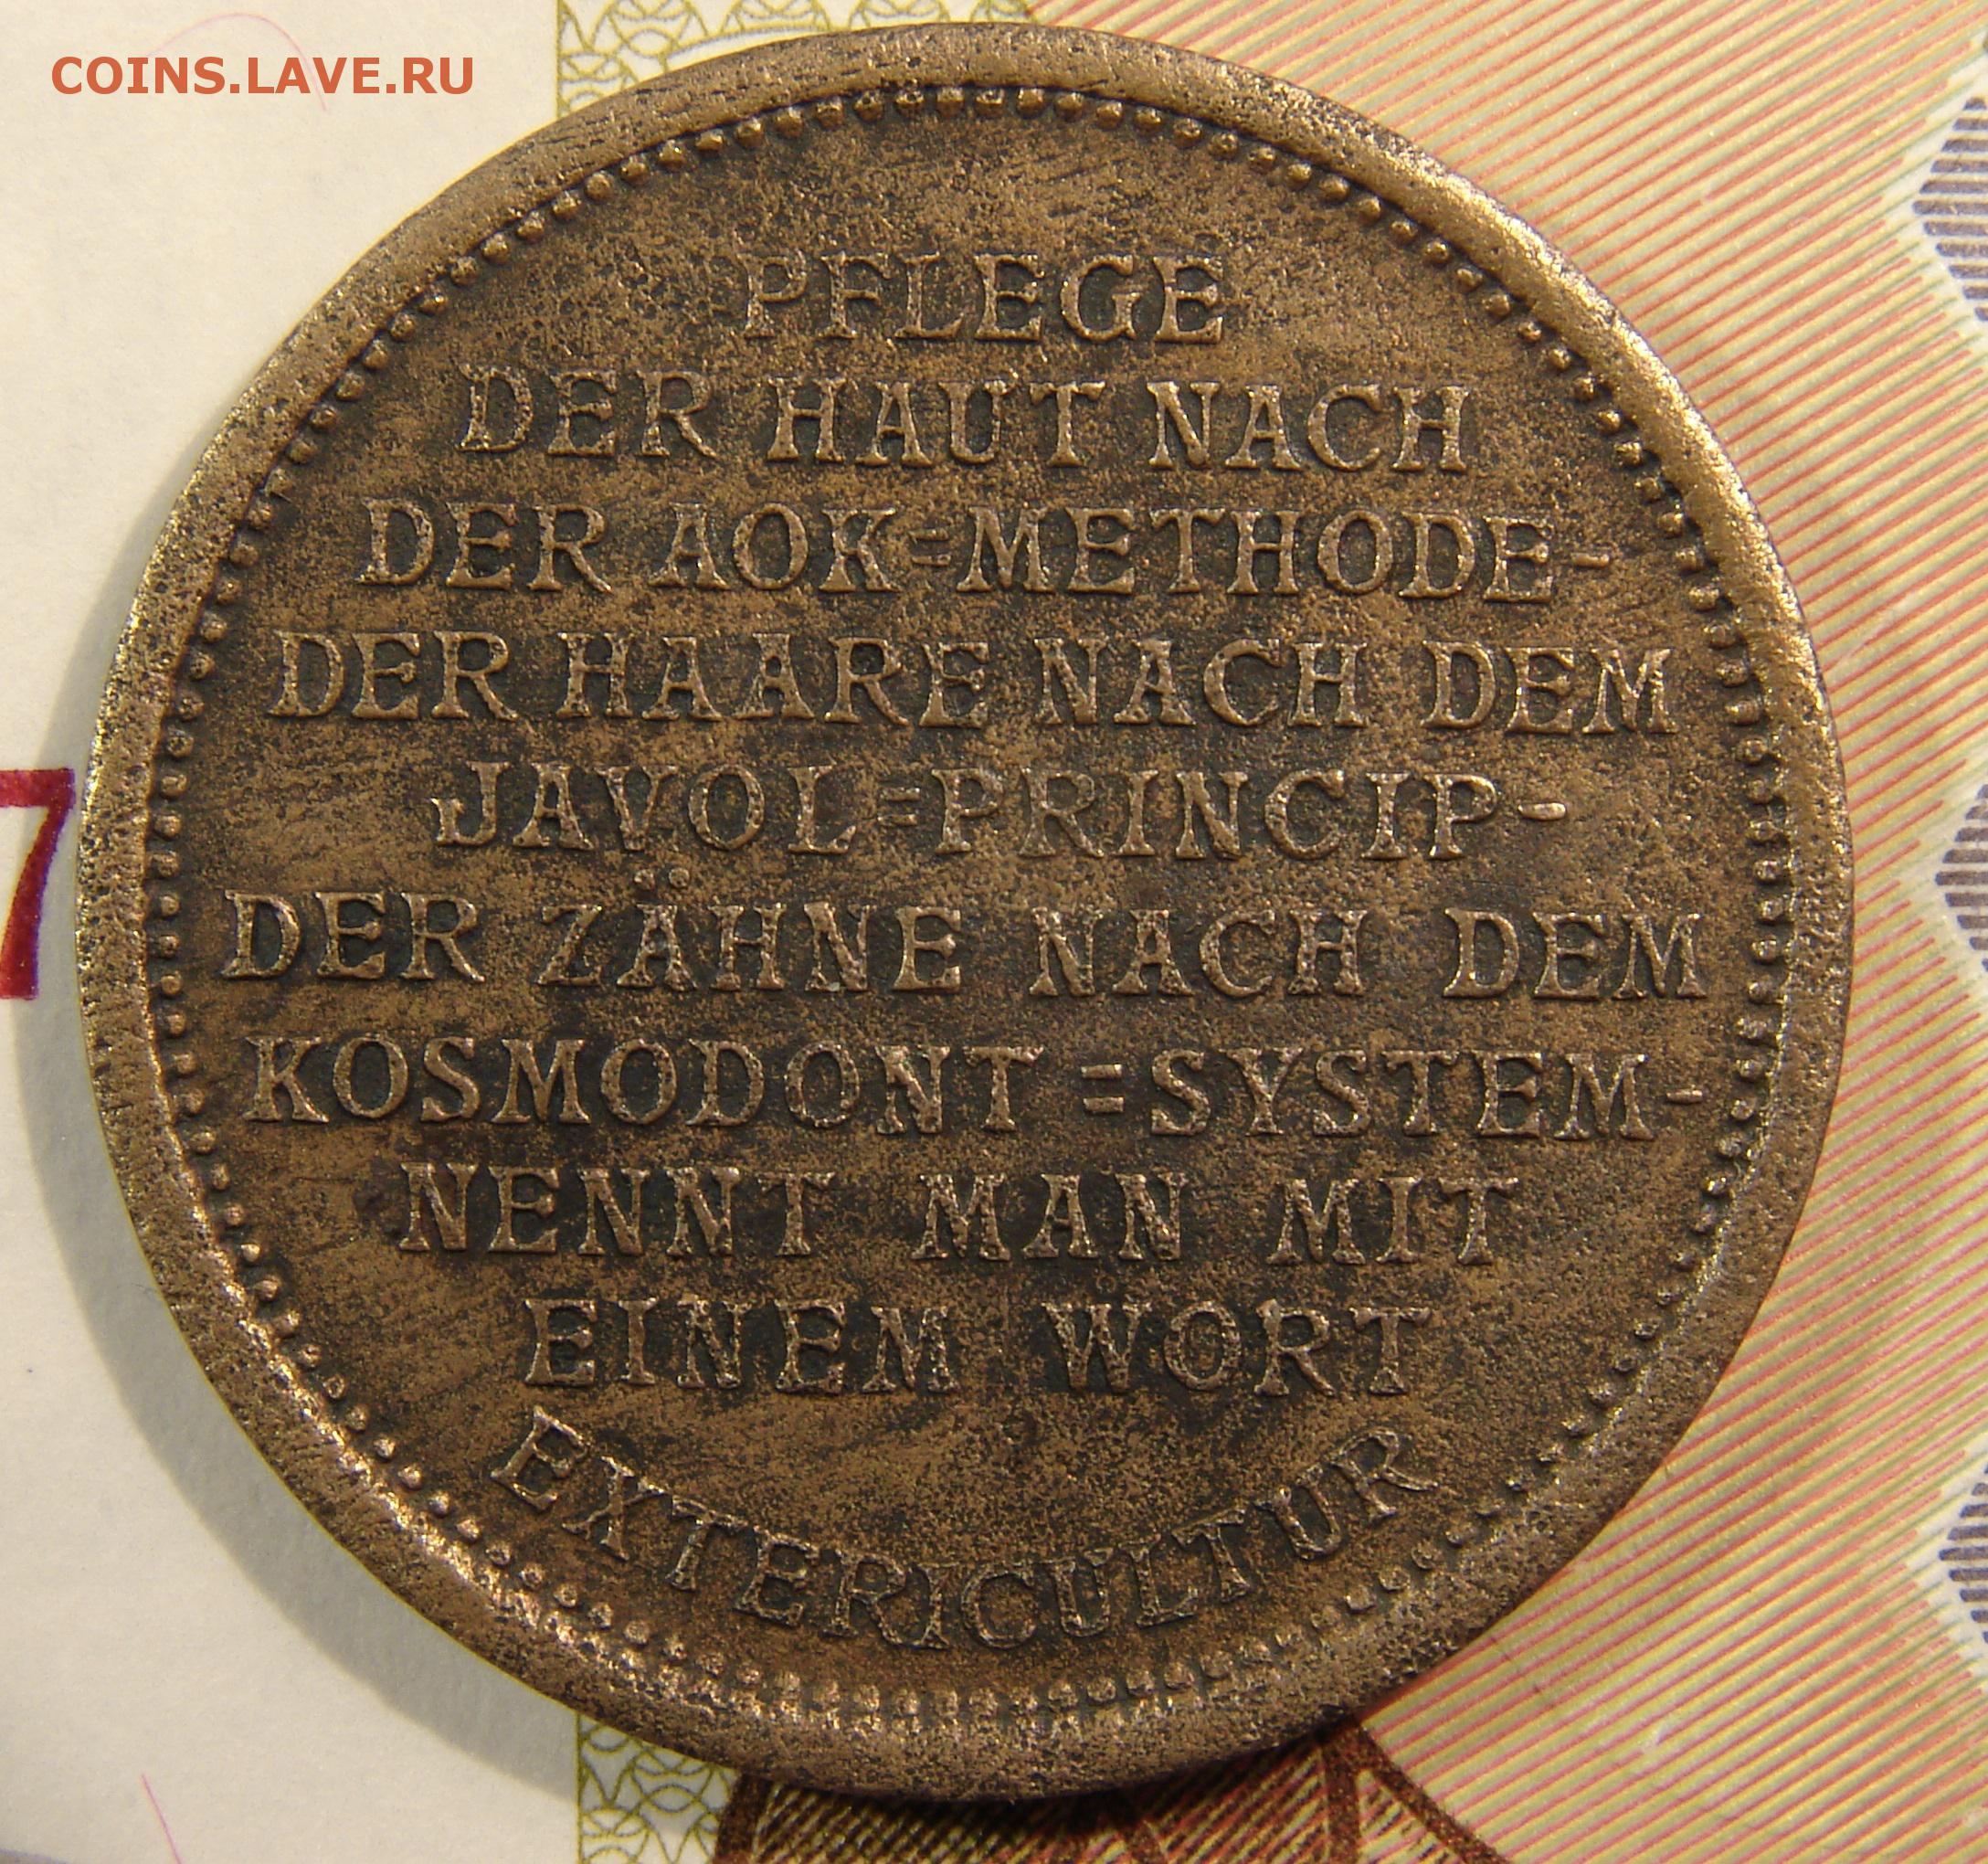 COINS.LAVE.RU
PFLEGE
DER HAUT NACH
DER AOK=METHODE-
DER HAARE NACH DEM
JAVOL=PRINCIP-
DER ZÄHNE NACH DEM
KOSMODONT=SYSTEM-
NENNT MAN MIT
EINEM WORT
EXTERICULTUR
7